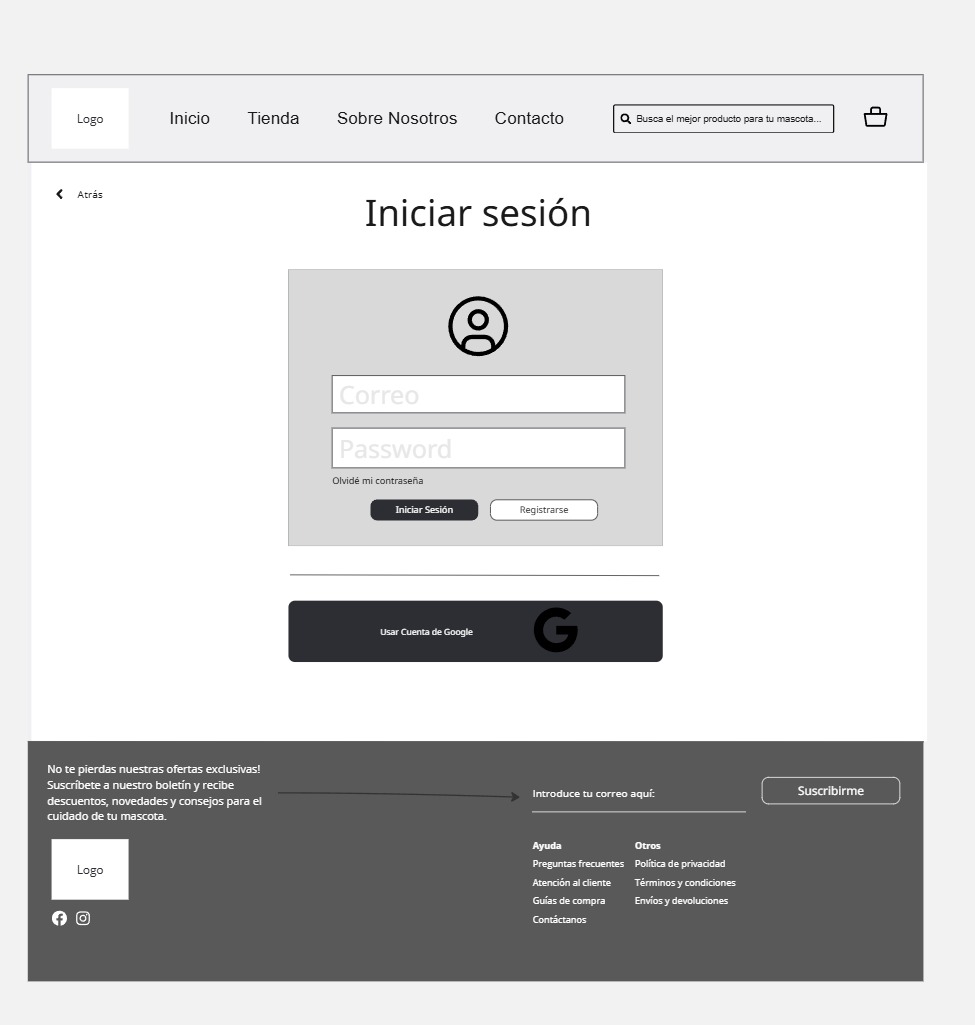 Logo
Inicio
Tienda
Sobre Nosotros
Contacto
Busca el mejor producto para tu mascota...
Atrás
Iniciar sesión
Correo
Password
Olvidé mi contraseña
Iniciar Sesión
Registrarse
Usar Cuenta de Google
No te pierdas nuestras ofertas exclusivas!
Suscríbete a nuestro boletín y recibe
descuentos, novedades y consejos para el
cuidado de tu mascota.
Introduce tu correo aquí:
Suscribirme
Logo
Ayuda
Preguntas frecuentes
Atención al cliente
Guías de compra
Contáctanos
Otros
Política de privacidad
Términos y condiciones
Envíos y devoluciones